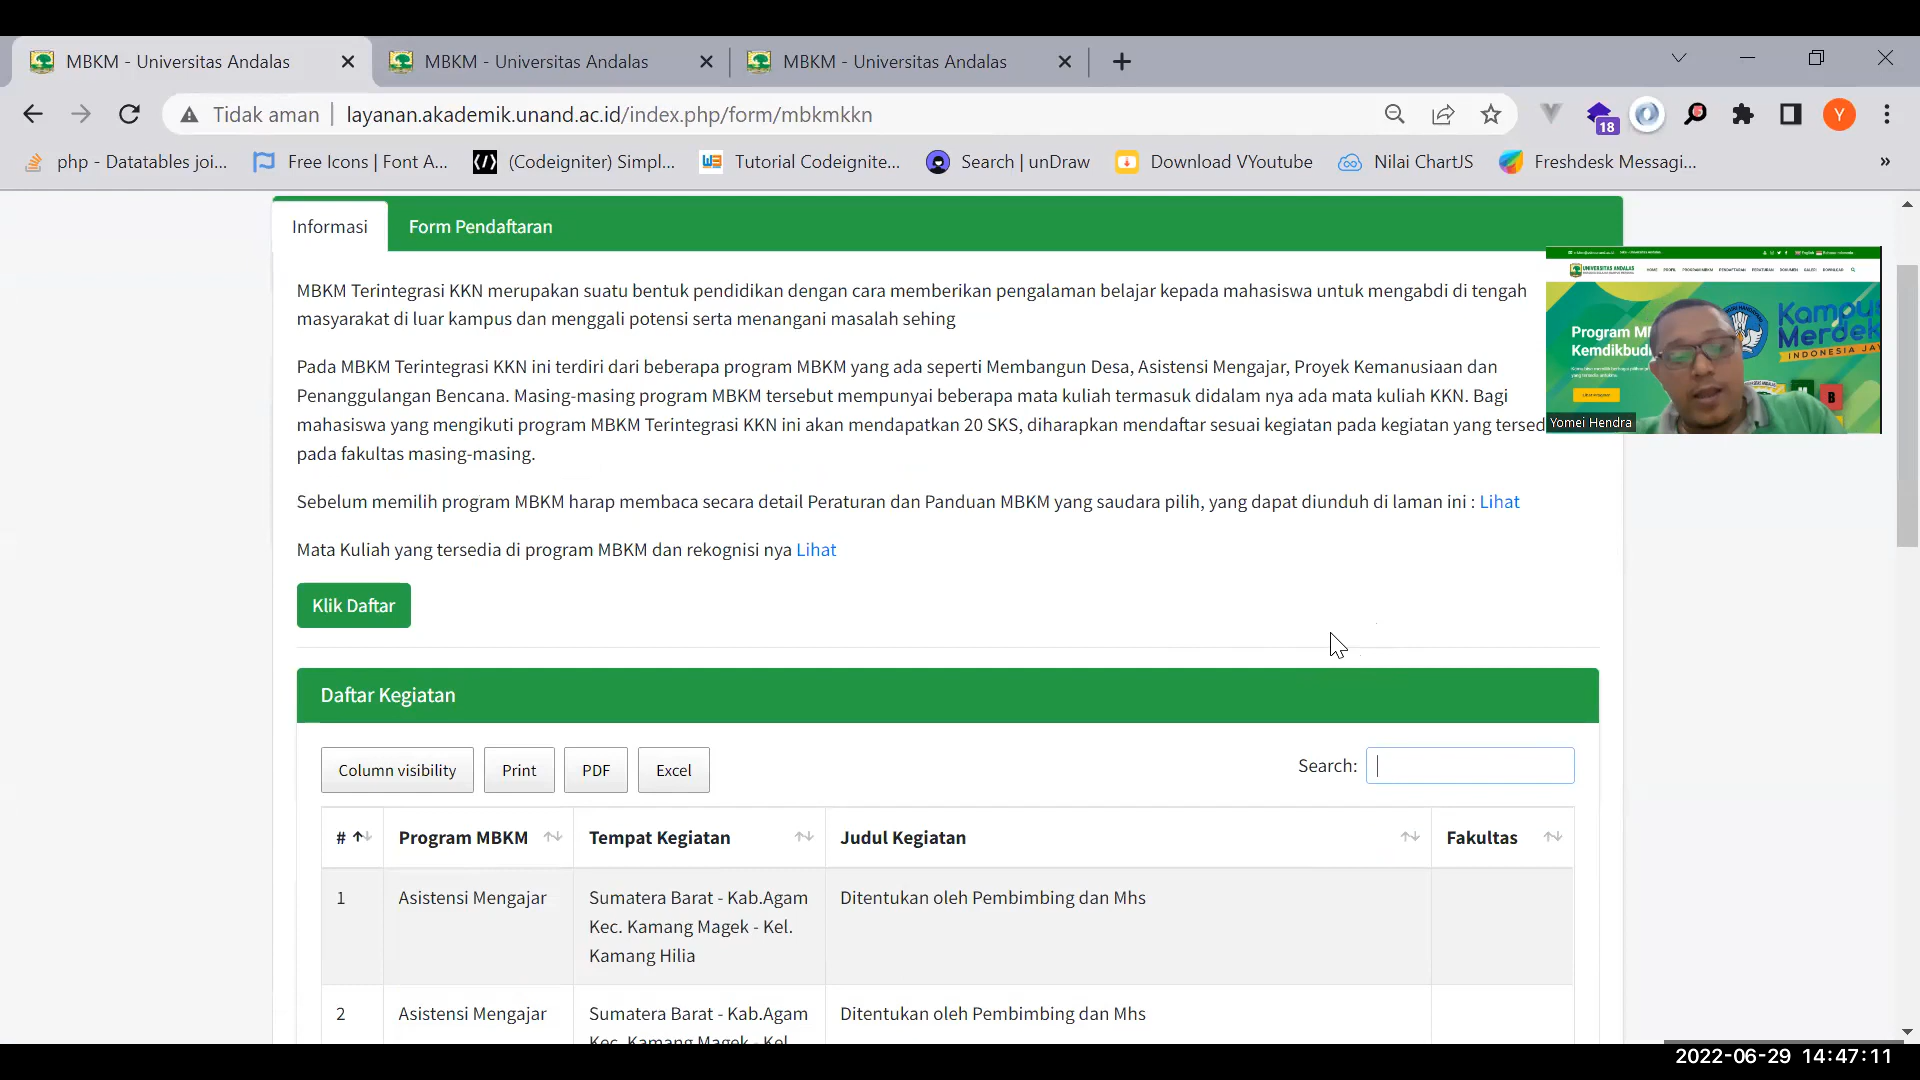 MBKM - Universitas Andalas
MBKM - Universitas Andalas
MBKM - Universitas Andalas
Tidak aman
layanan.akademik.unand.ac.id/index.php/form/mbkmkkn
18
Y
php - Datatables joi...
Free Icons | Font A...
(Codeigniter) Simpl...
Tutorial Codeignite...
Search | unDraw
Download VYoutube
Nilai ChartJS
Freshdesk Messagi...
»
Informasi
Form Pendaftaran
MBKM Terintegrasi KKN merupakan suatu bentuk pendidikan dengan cara memberikan pengalaman belajar kepada mahasiswa untuk mengabdi di tengah
masyarakat di luar kampus dan menggali potensi serta menangani masalah sehing
Pada MBKM Terintegrasi KKN ini terdiri dari beberapa program MBKM yang ada seperti Membangun Desa, Asistensi Mengajar, Proyek Kemanusiaan dan
Penanggulangan Bencana. Masing-masing program MBKM tersebut mempunyai beberapa mata kuliah termasuk didalam nya ada mata kuliah KKN. Bagi
mahasiswa yang mengikuti program MBKM Terintegrasi KKN ini akan mendapatkan 20 SKS, diharapkan mendaftar sesuai kegiatan pada kegiatan yang tersed
pada fakultas masing-masing.
Sebelum memilih program MBKM harap membaca secara detail Peraturan dan Panduan MBKM yang saudara pilih, yang dapat diunduh di laman ini : Lihat
Mata Kuliah yang tersedia di program MBKM dan rekognisi nya Lihat
Klik Daftar
UNIVERSITAS ANDALAS
Program M
Kemdikbud
Kampu
Merdek
INDONESIA JA
B
Yomei Hendra
Daftar Kegiatan
Column visibility
Print
PDF
Excel
Search:
# Program MBKM Tempat Kegiatan Judul Kegiatan Fakultas
1 Asistensi Mengajar Sumatera Barat - Kab.Agam Ditentukan oleh Pembimbing dan Mhs
Kec. Kamang Magek - Kel.
Kamang Hilia
2 Asistensi Mengajar Sumatera Barat - Kab.Agam Ditentukan oleh Pembimbing dan Mhs
Kec. Kamang Magek - Kel.
2022-06-29 14:47:11